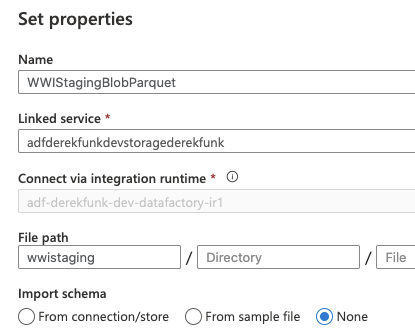 Set properties
Name
WWIStagingBlobParquet
Linked service *
adfderekfunkdevstoragederekfunk
Connect via integration runtime *
adf-derekfunk-dev-datafactory-ir1
File path
wwistaging / Directory / File
Import schema
From connection/store From sample file None